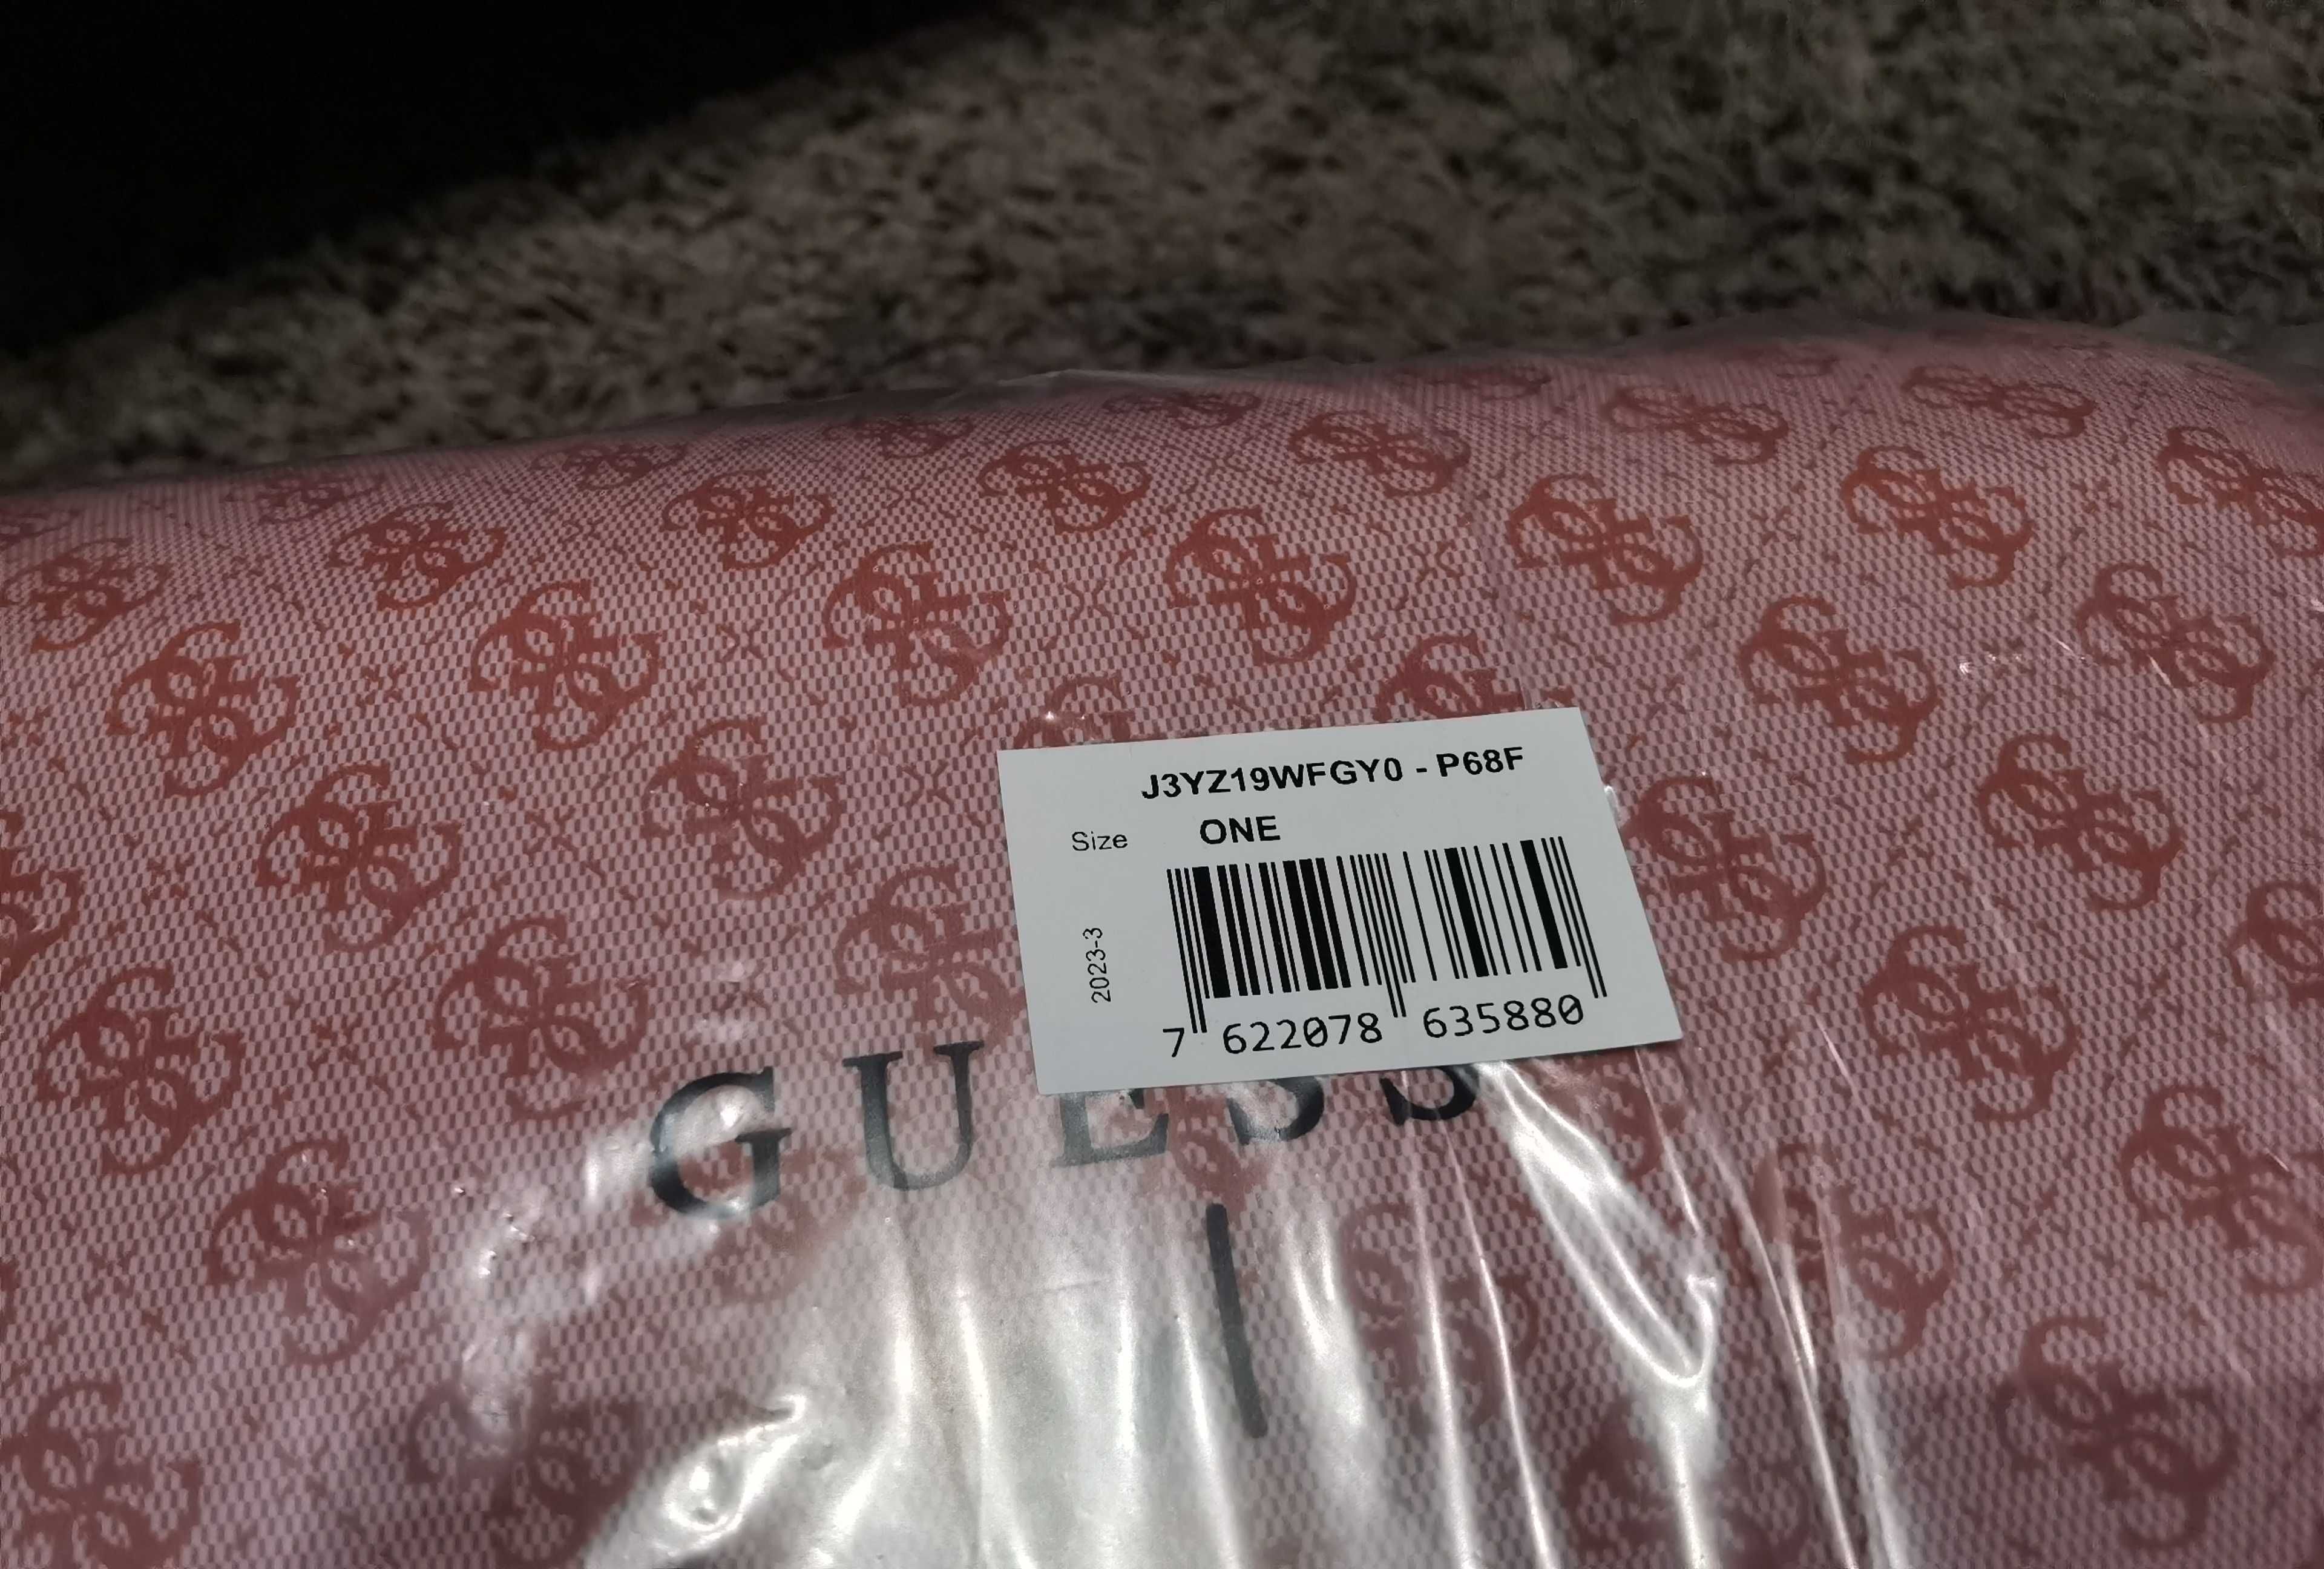 J3YZ19WFGY0 - P68F
Size ONE
2023-3
7 622078 635880
GUESS